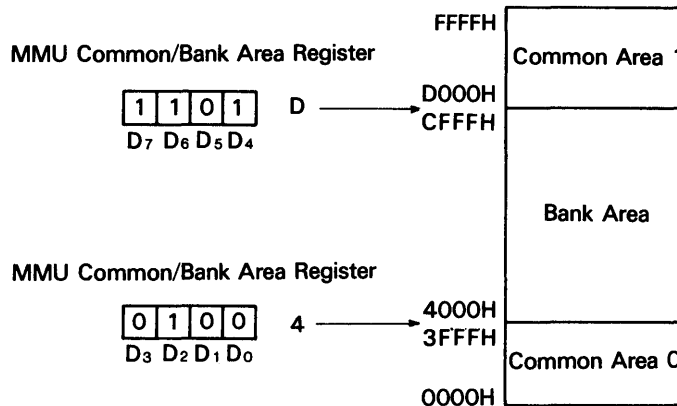 FFFFH
MMU Common/Bank Area Register
Common Area
1 1 0 1 D
D7 D6 D5 D4
D000H
CFFFH
Bank Area
MMU Common/Bank Area Register
0 1 0 0 4
D3 D2 D1 D0
4000H
3FFFH
Common Area 0
0000H